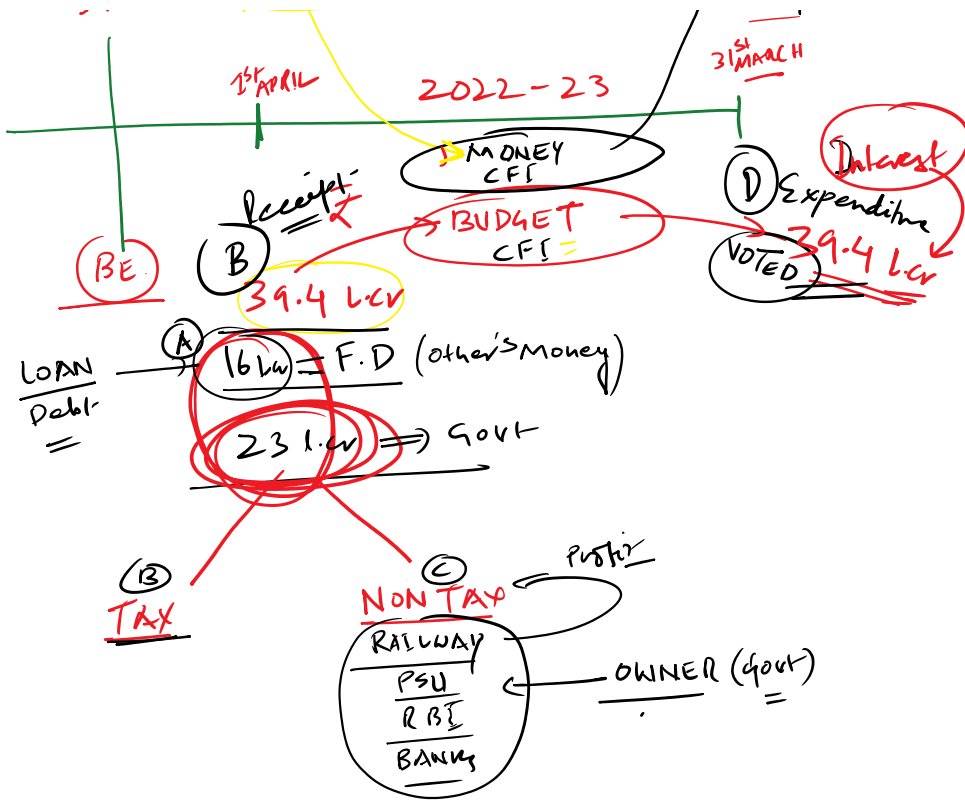 1ST APRIL
2022-23
31ST MARCH
MONEY
CFI
Receipt
B
BUDGET
CFI
D
Expenditure
Interest
BE
39.4 l.cr
VOTED
39.4 l.cr
A
LOAN
Debt
16 l.cr = F.D (Other's Money)
23 l.cr ⇒ Govt
B
TAX
C
NON TAX
Profit
RAILWAY
PSU
RBI
BANKS
OWNER (Govt)